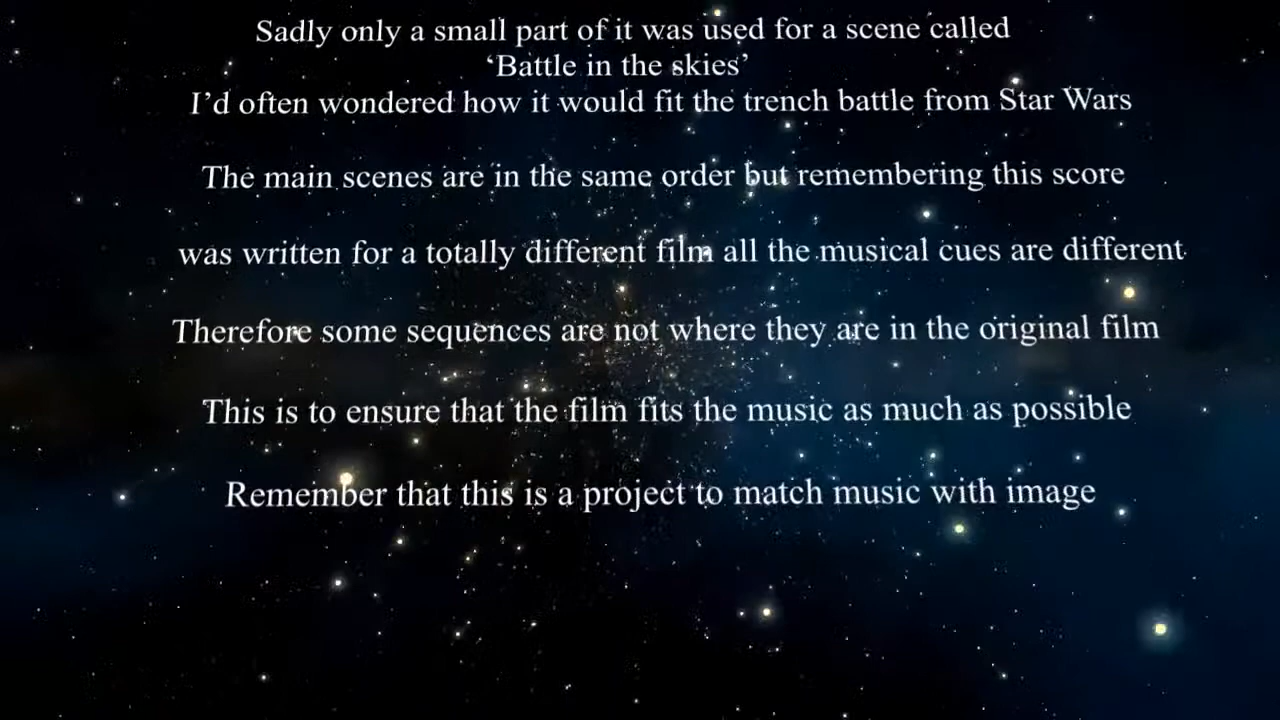 Sadly only a small part of it was used for a scene called
‘Battle in the skies’
I’d often wondered how it would fit the trench battle from Star Wars
The main scenes are in the same order but remembering this score
was written for a totally different film all the musical cues are different
Therefore some sequences are not where they are in the original film
This is to ensure that the film fits the music as much as possible
Remember that this is a project to match music with image